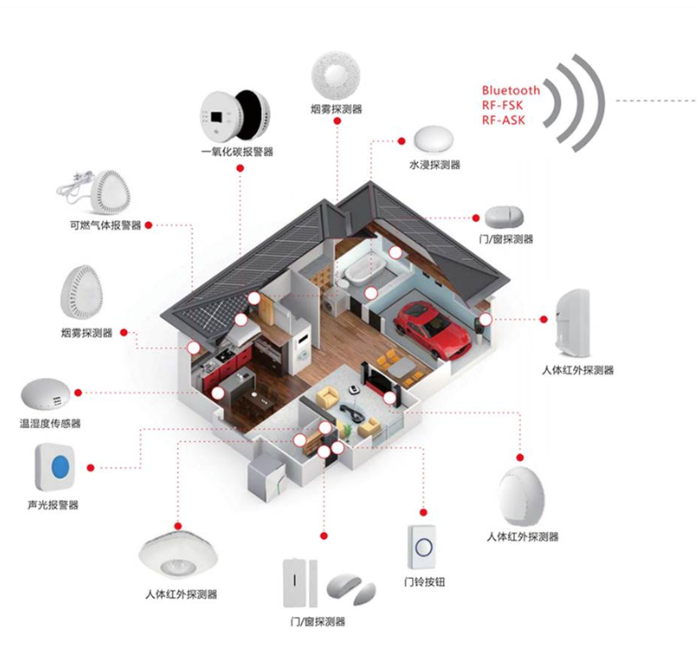 烟雾探测器
Bluetooth
RF-FSK
RF-ASK
一氧化碳报警器
水浸探测器
可燃气体报警器
门/窗探测器
烟雾探测器
人体红外探测器
温湿度传感器
声光报警器
人体红外探测器
门铃按钮
人体红外探测器
门/窗探测器